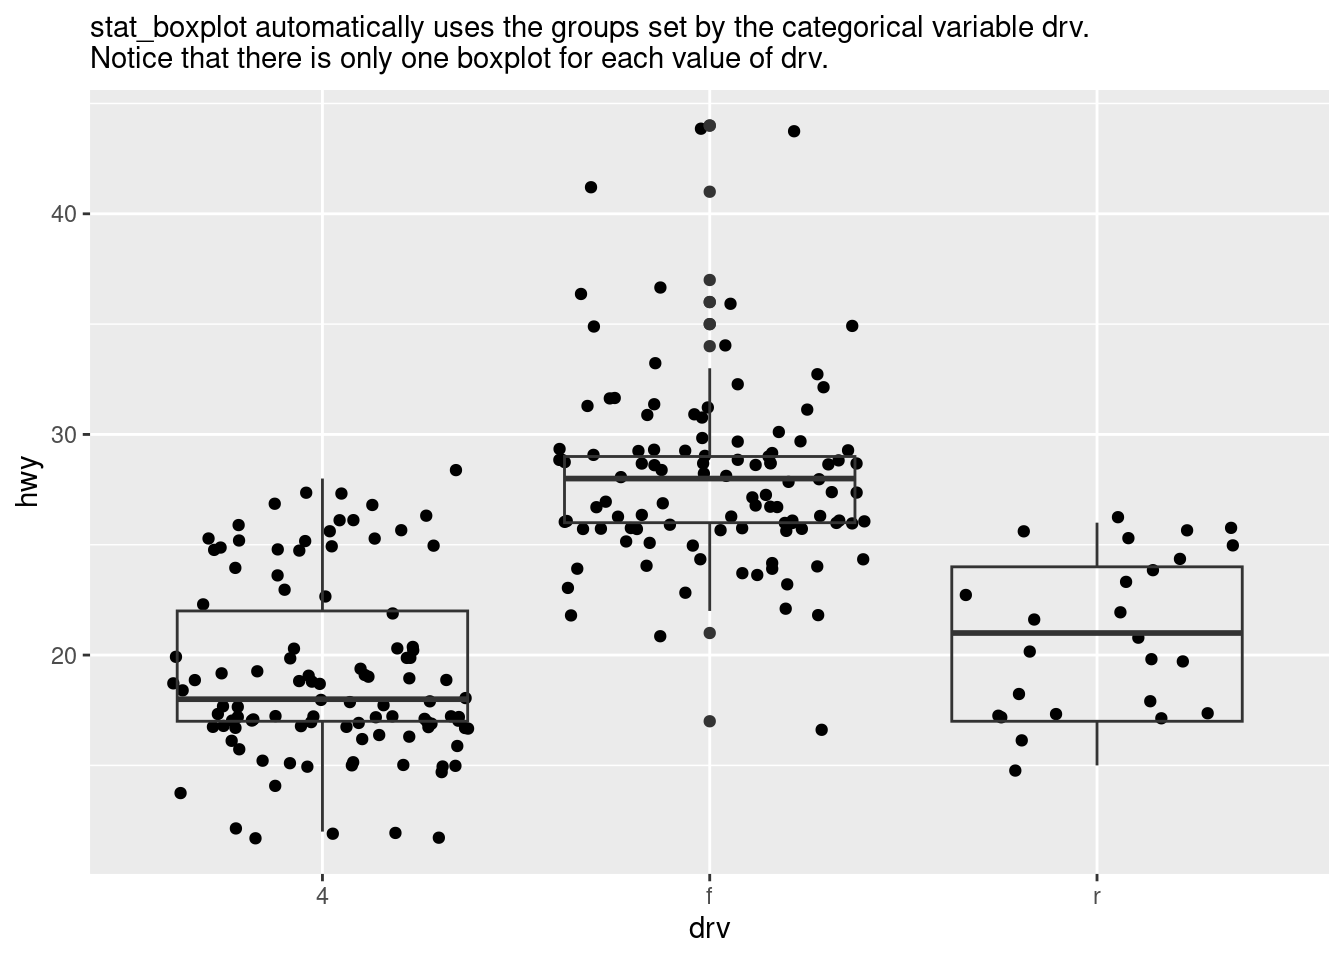 stat_boxplot automatically uses the groups set by the categorical variable drv.
Notice that there is only one boxplot for each value of drv.
40
30
20
hwy
4 f r
drv